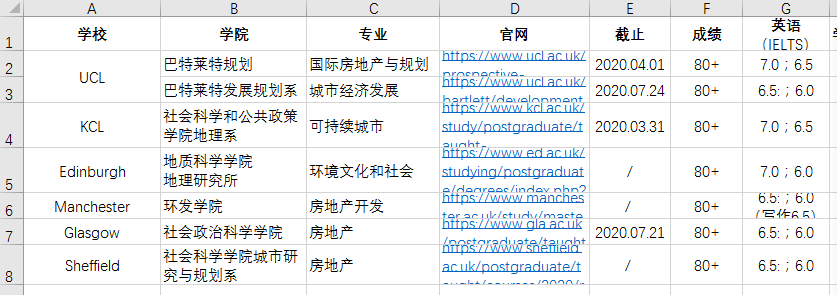 A B C D E F G
1 学校 学院 专业 官网 截止 成绩 英语
(IELTS)
2 UCL 巴特莱特规划 国际房地产与规划 https://www.ucl.ac.uk/ 2020.04.01 80+ 7.0；6.5
prospective-
3 巴特莱特发展规划系 城市经济发展 https://www.ucl.ac.uk/ 2020.07.24 80+ 6.5:；6.0
bartlett/development
4 KCL 社会科学和公共政策 可持续城市 https://www.kcl.ac.uk/ 2020.03.31 80+ 7.0；6.5
学院地理系 study/postgraduate/t
aught-
5 Edinburgh 地质科学学院 环境文化和社会 https://www.ed.ac.uk/ / 80+ 7.0；6.0
地理研究所 studying/postgraduat
e/degrees/index.php?
6 Manchester 环发学院 房地产开发 https://www.manches / 80+ 6.5:；6.0
ter.ac.uk/study/maste (写作6.5)
7 Glasgow 社会政治科学学院 房地产 https://www.gla.ac.uk 2020.07.21 80+ 6.5:；6.0
/postgraduate/taught
8 Sheffield 社会科学学院城市研 房地产 https://www.sheffield. / 80+ 6.5:；6.0
究与规划系 ac.uk/postgraduate/t